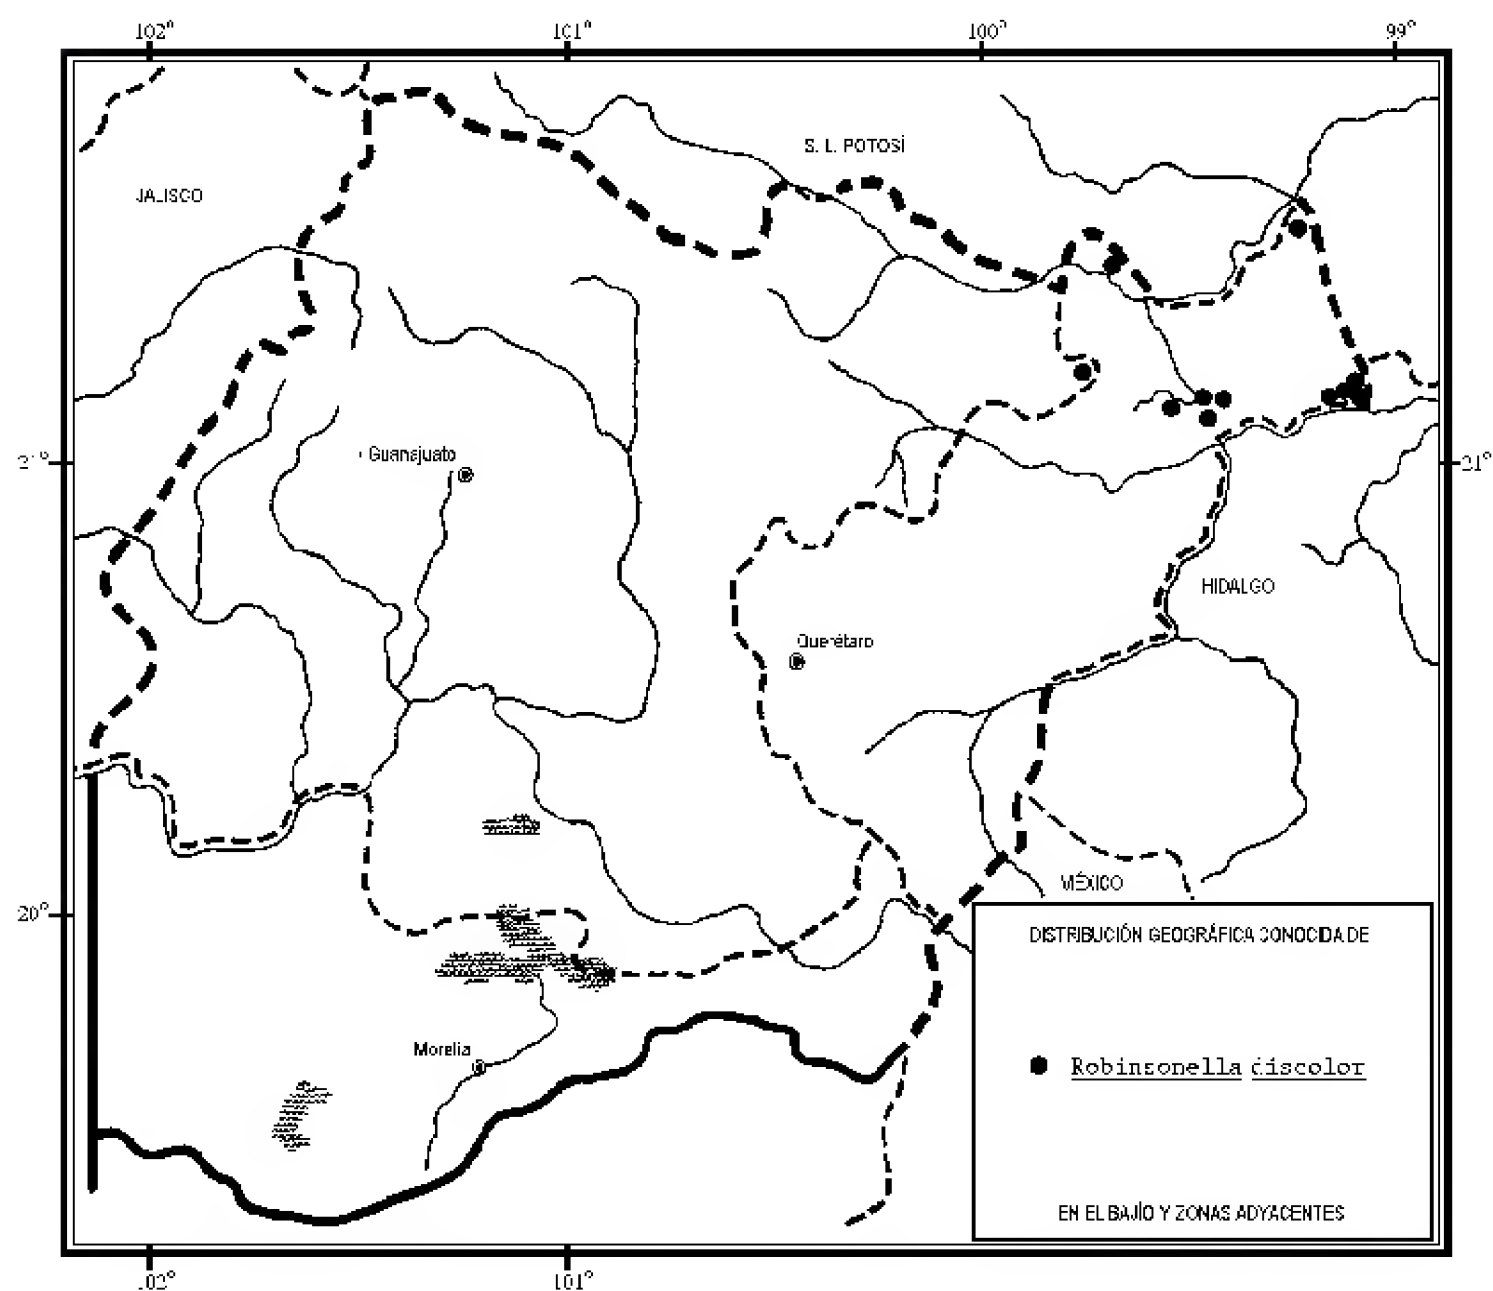 102° 101° 100° 99°
S. L. POTOSÍ
JALISCO
Guanajuato
21° 21°
HIDALGO
Querétaro
MÉXICO
20°
DISTRIBUCIÓN GEOGRÁFICA CONOCIDA DE
Morelia
Robinsonella discolor
EN EL BAJÍO Y ZONAS ADYACENTES
102° 101°